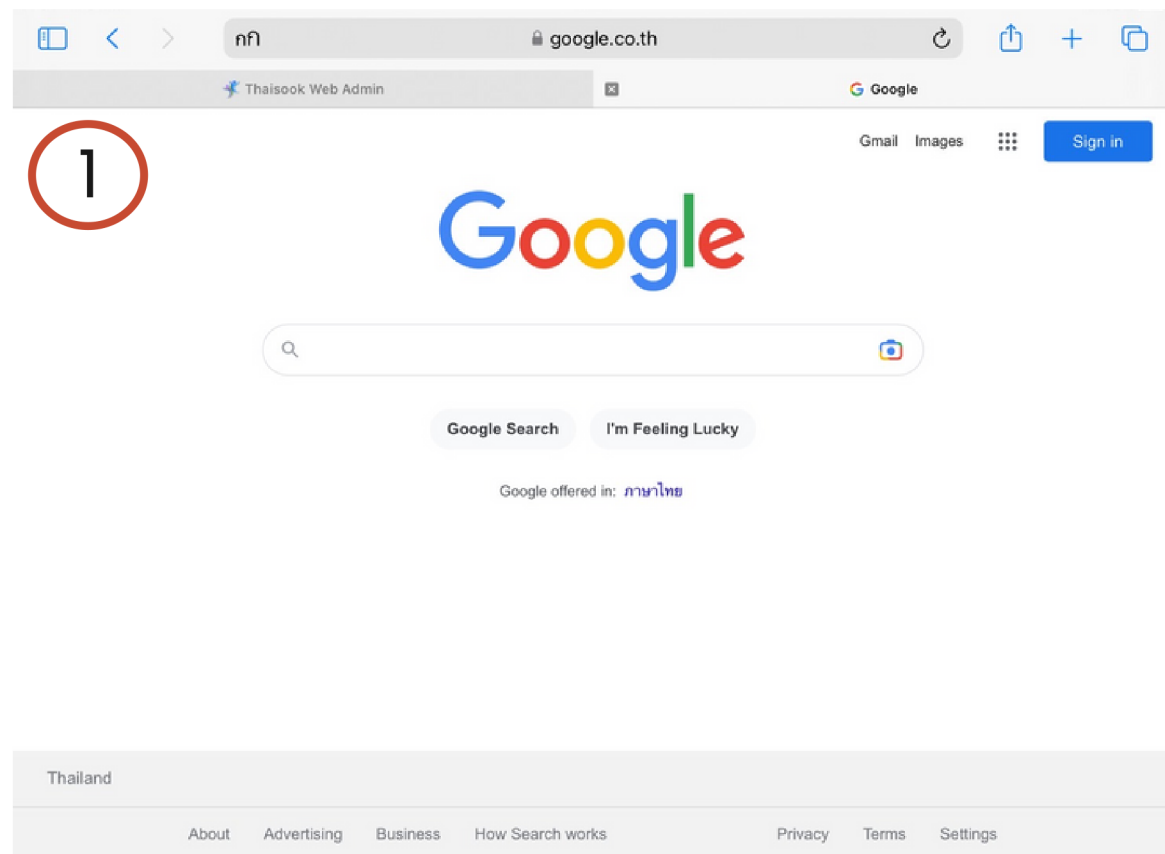 กก google.co.th
Thaisook Web Admin Google
1
Gmail Images Sign in
Google
Google Search I'm Feeling Lucky
Google offered in: ภาษาไทย
Thailand
About Advertising Business How Search works Privacy Terms Settings